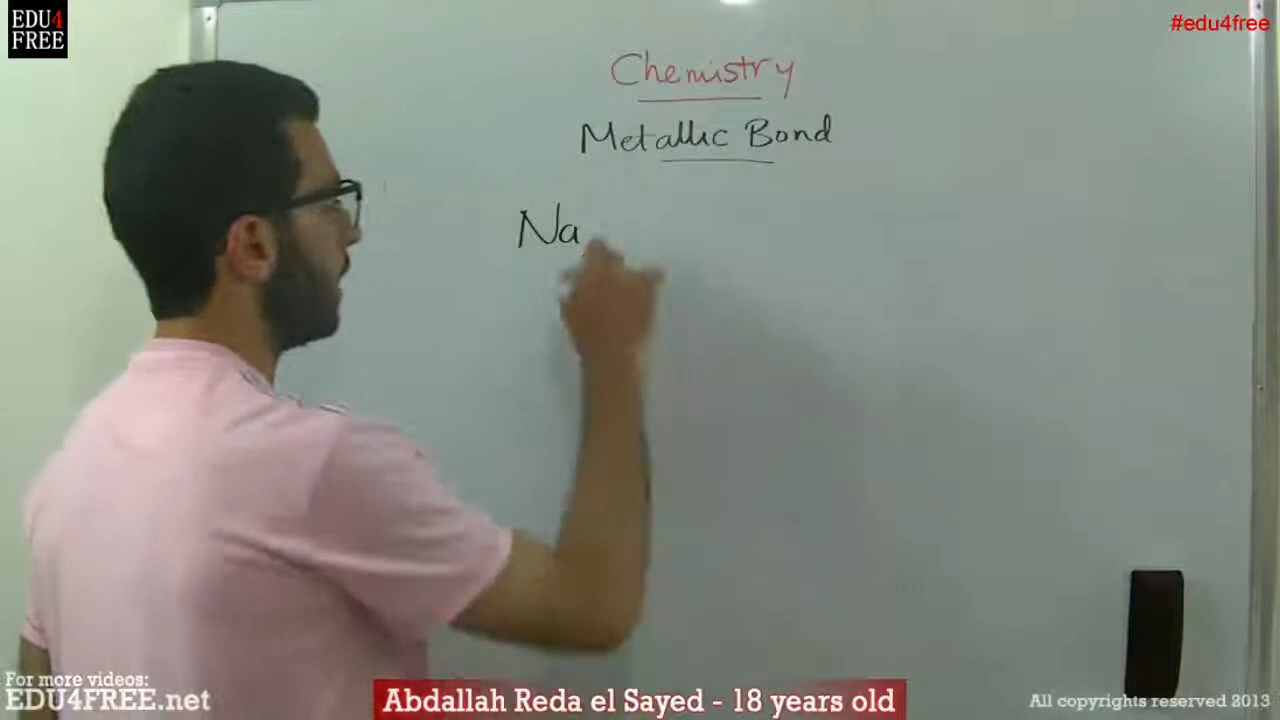 EDU4
FREE
#edu4free
Chemistry
Metallic Bond
Na
For more videos:
EDU4FREE.net
Abdallah Reda el Sayed - 18 years old
All copyrights reserved 2013